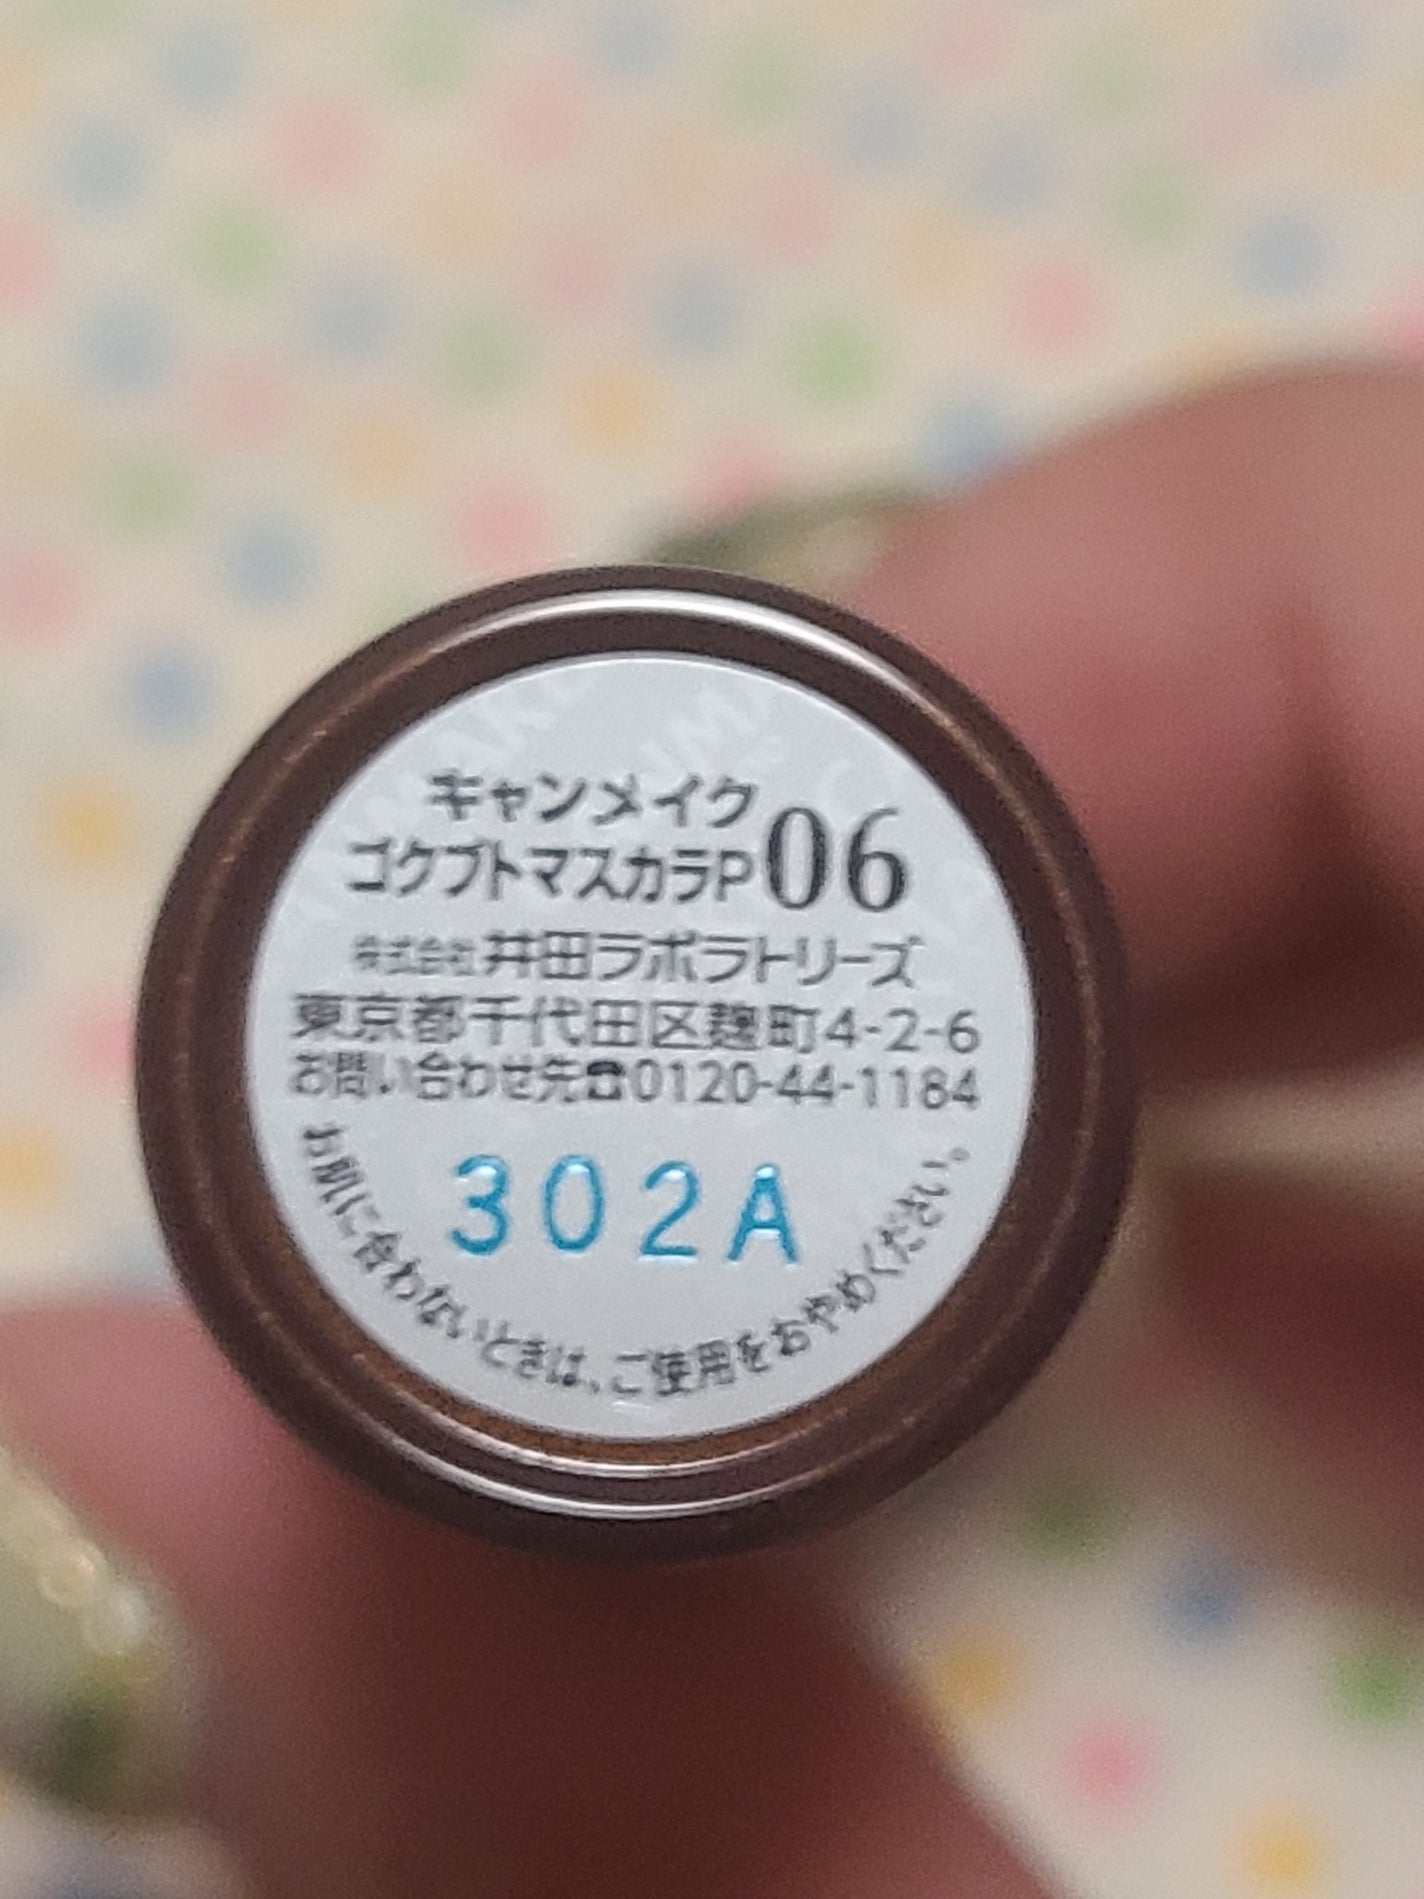 キャンメイク
ゴクブトマスカラP 06
株式会社井田ラボラトリーズ
東京都千代田区麹町4-2-6
お問い合わせ先☎0120-44-1184
302A
お肌に合わないときは、ご使用をおやめください。